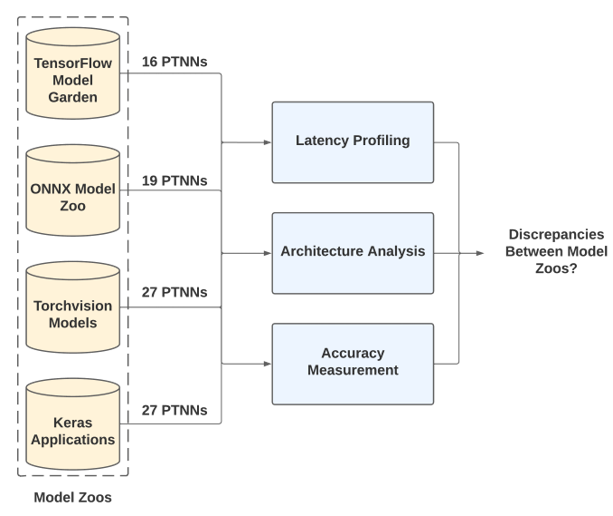 TensorFlow
Model
Garden
16 PTNNs
ONNX Model
Zoo
19 PTNNs
Torchvision
Models
27 PTNNs
Keras
Applications
27 PTNNs
Model Zoos
Latency Profiling
Architecture Analysis
Accuracy
Measurement
Discrepancies
Between Model
Zoos?